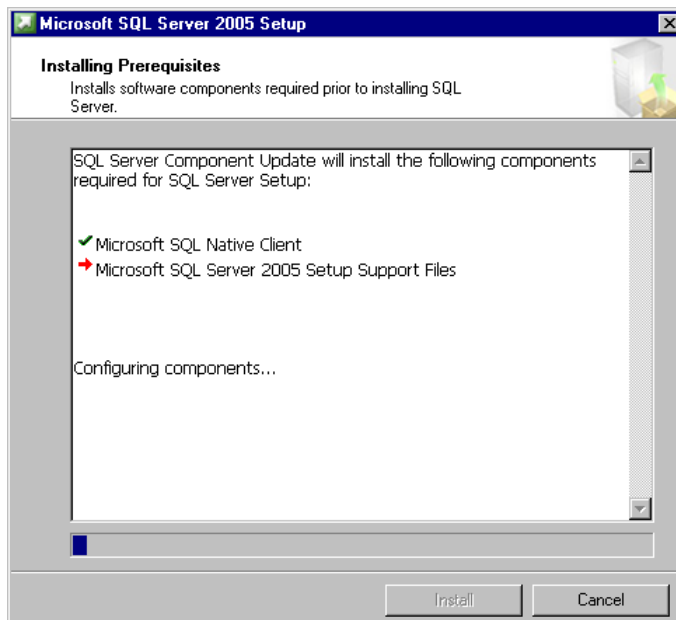 Microsoft SQL Server 2005 Setup
Installing Prerequisites
Installs software components required prior to installing SQL
Server.
SQL Server Component Update will install the following components
required for SQL Server Setup:
Microsoft SQL Native Client
Microsoft SQL Server 2005 Setup Support Files
Configuring components...
Install
Cancel